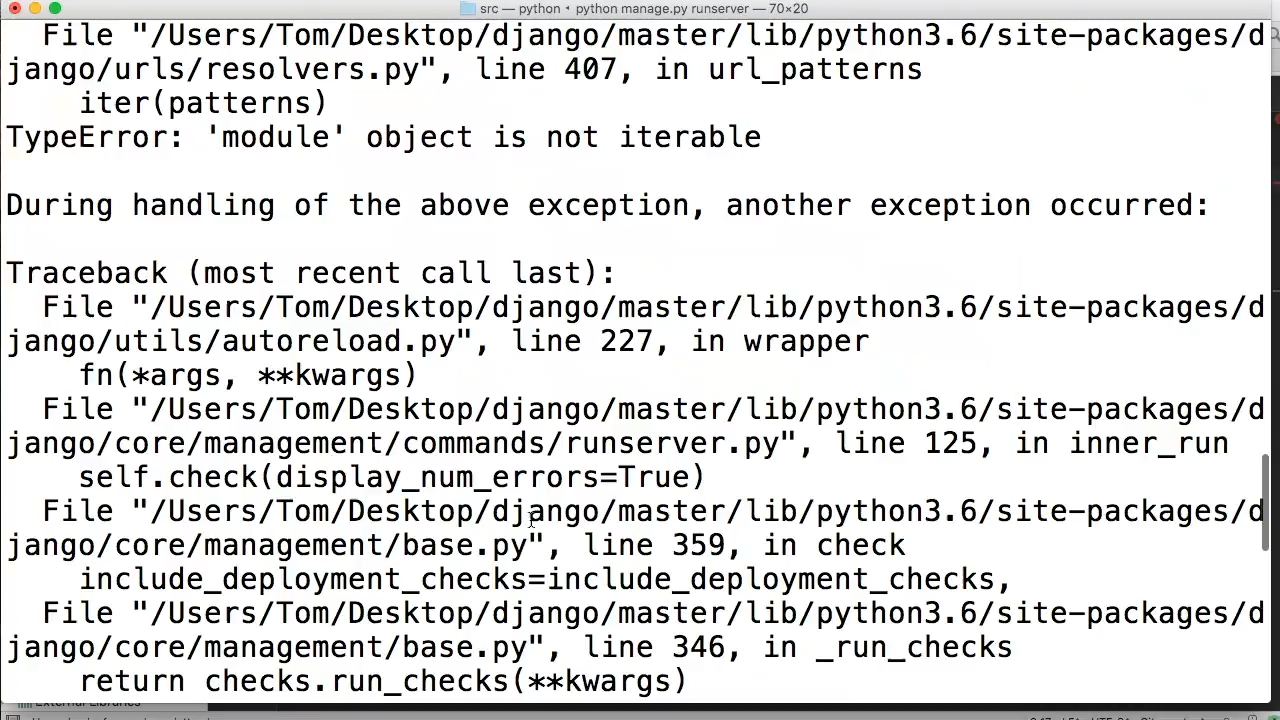 src — python • python manage.py runserver — 70×20
  File "/Users/Tom/Desktop/django/master/lib/python3.6/site-packages/d
jango/urls/resolvers.py", line 407, in url_patterns
    iter(patterns)
TypeError: 'module' object is not iterable

During handling of the above exception, another exception occurred:

Traceback (most recent call last):
  File "/Users/Tom/Desktop/django/master/lib/python3.6/site-packages/d
jango/utils/autoreload.py", line 227, in wrapper
    fn(*args, **kwargs)
  File "/Users/Tom/Desktop/django/master/lib/python3.6/site-packages/d
jango/core/management/commands/runserver.py", line 125, in inner_run
    self.check(display_num_errors=True)
  File "/Users/Tom/Desktop/django/master/lib/python3.6/site-packages/d
jango/core/management/base.py", line 359, in check
    include_deployment_checks=include_deployment_checks,
  File "/Users/Tom/Desktop/django/master/lib/python3.6/site-packages/d
jango/core/management/base.py", line 346, in _run_checks
    return checks.run_checks(**kwargs)
External Libraries